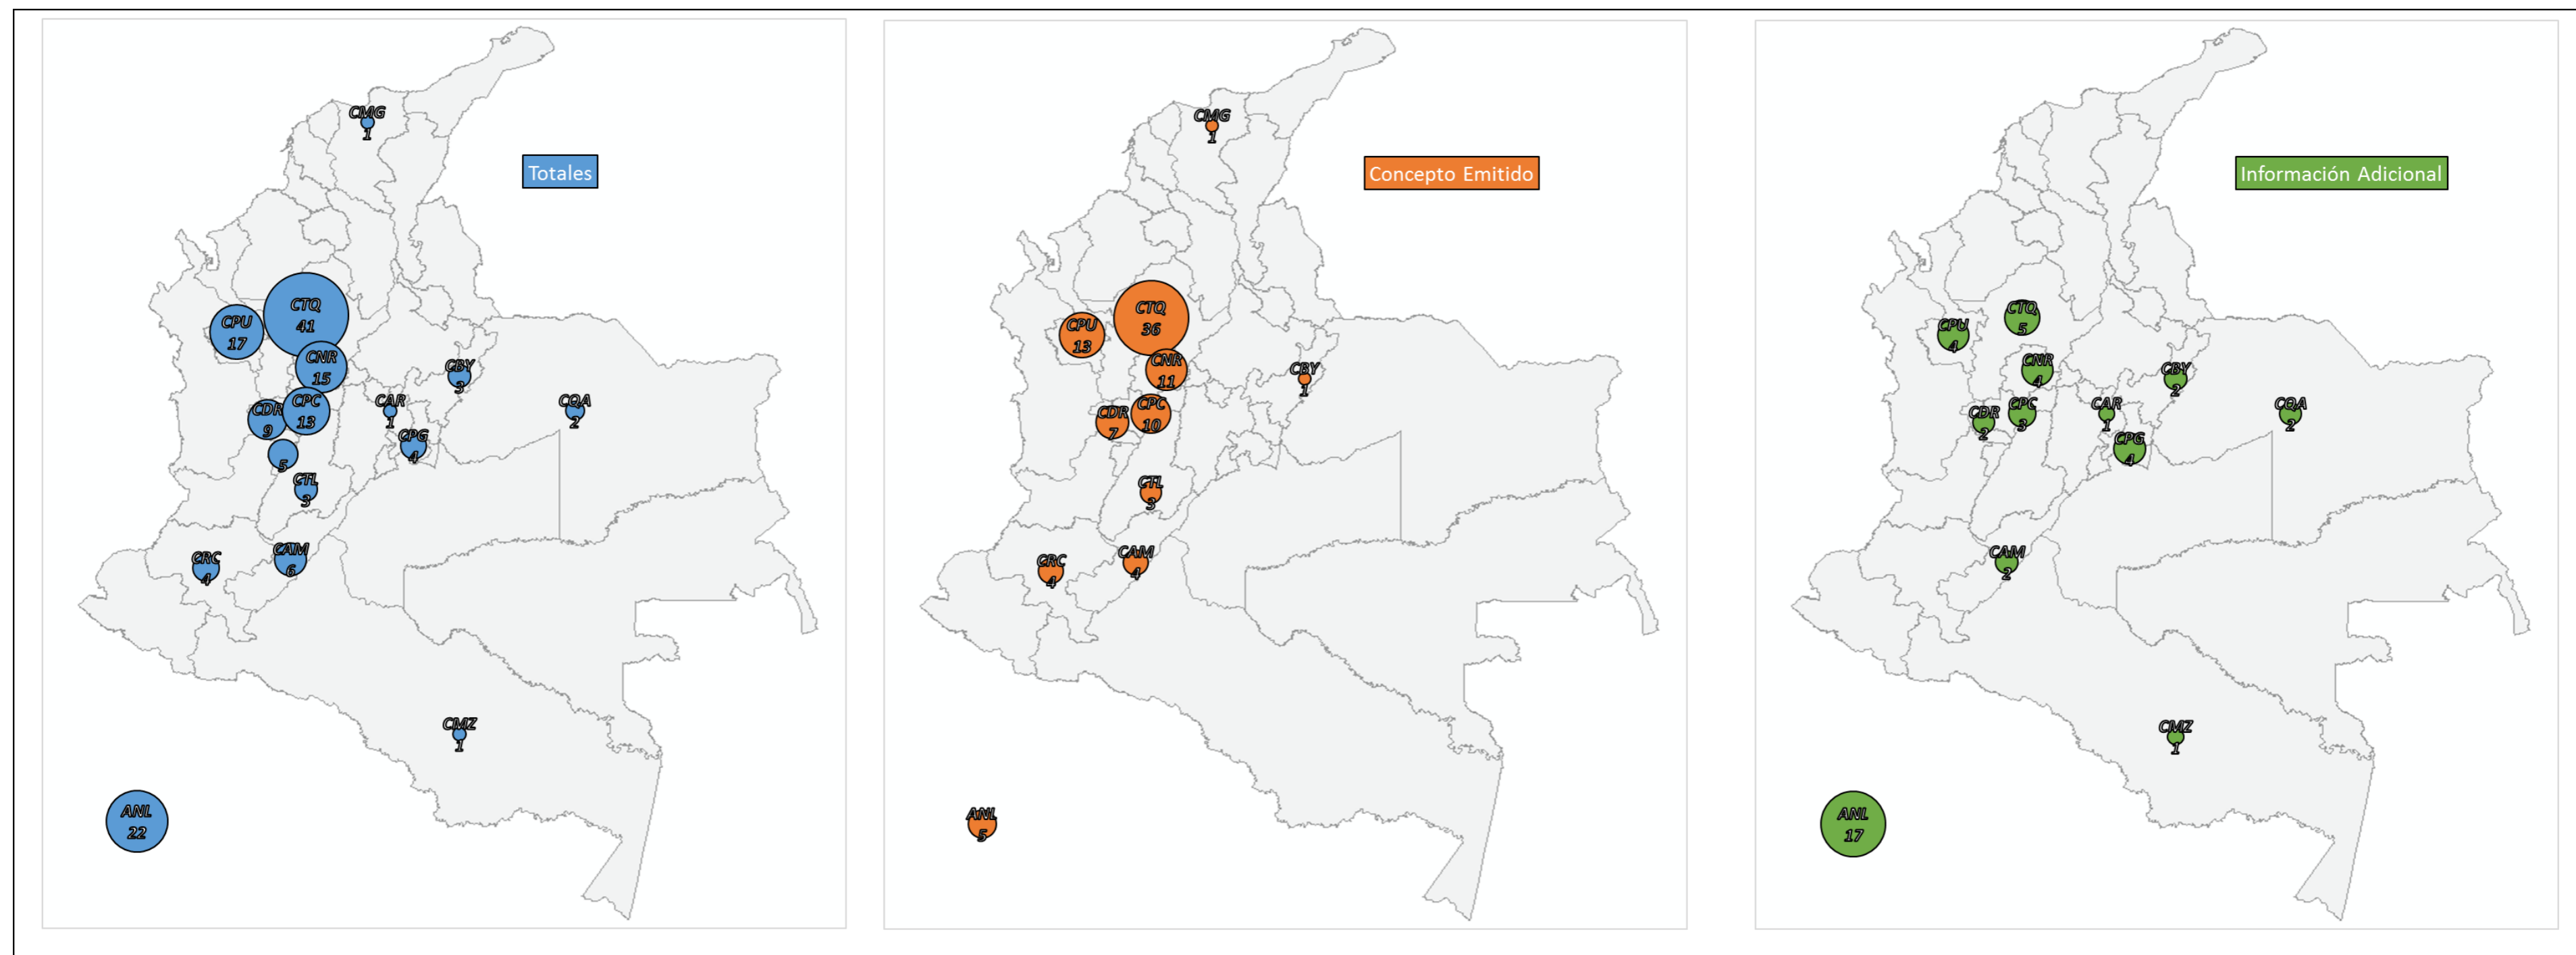 CMG
1
Totales
CTQ
41
CPU
17
CNR
15
CBY
3
CPC
13
CDR
9
CAR
1
CQA
2
CPG
4
5
CTL
3
CAM
6
CRC
4
CMZ
1
ANL
22
CMG
1
Concepto Emitido
CTQ
36
CPU
13
CNR
11
CBY
1
CPC
10
CDR
7
CTL
3
CAM
4
CRC
4
ANL
5
Información Adicional
CTQ
5
CPU
4
CNR
4
CBY
2
CPC
3
CDR
2
CAR
1
CQA
2
CPG
4
CAM
2
CMZ
1
ANL
17